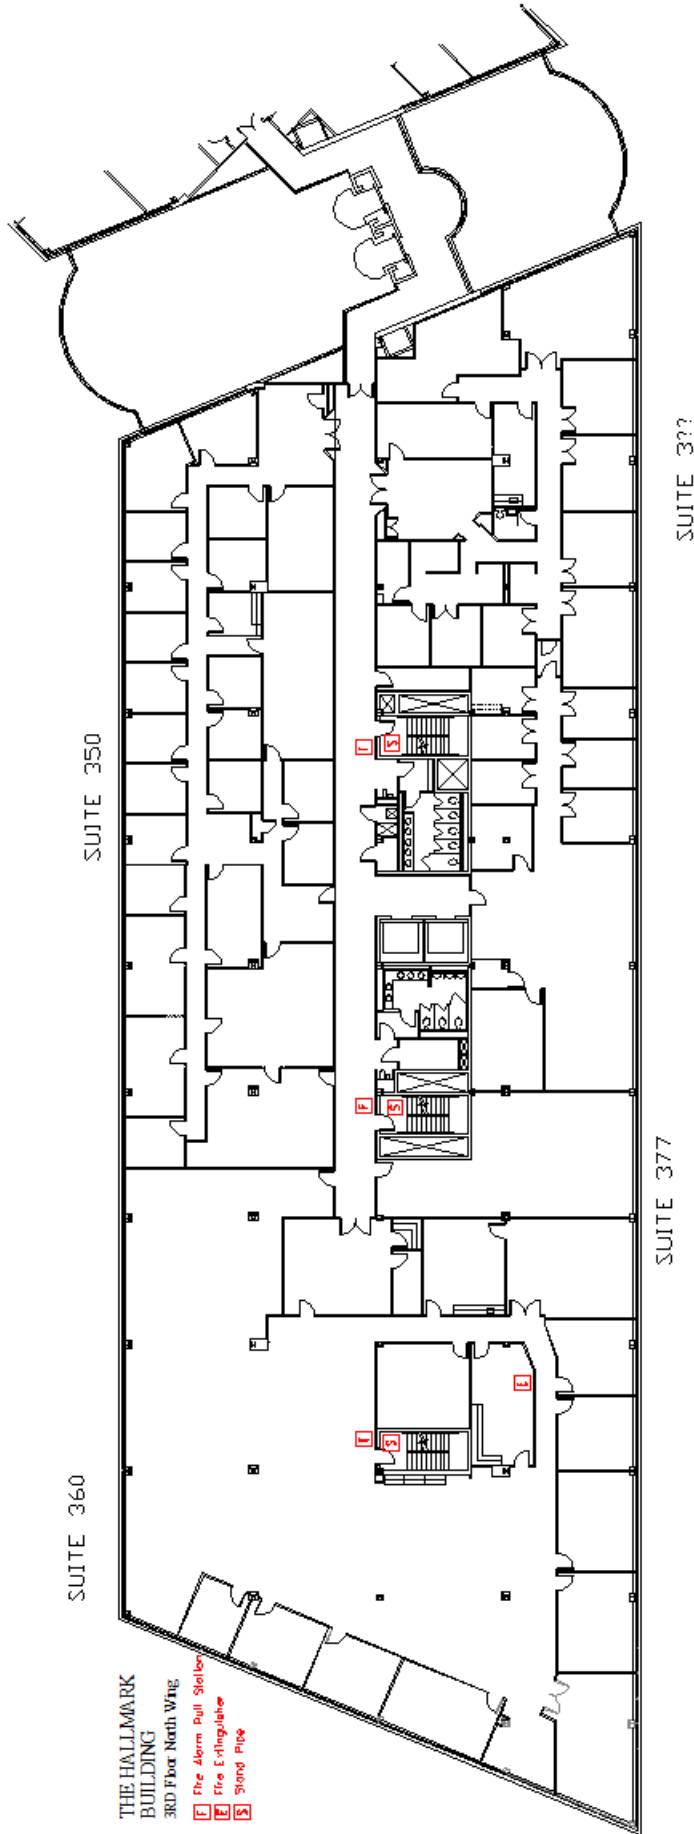 SUITE 3??
SUITE 350
SUITE 377
SUITE 360
THE HALLMARK
BUILDING
3RD Floor North Wing
F Fire Alarm Pull Station
E Fire Extinguisher
S Stand Pipe
F
S
F
S
E
F
S